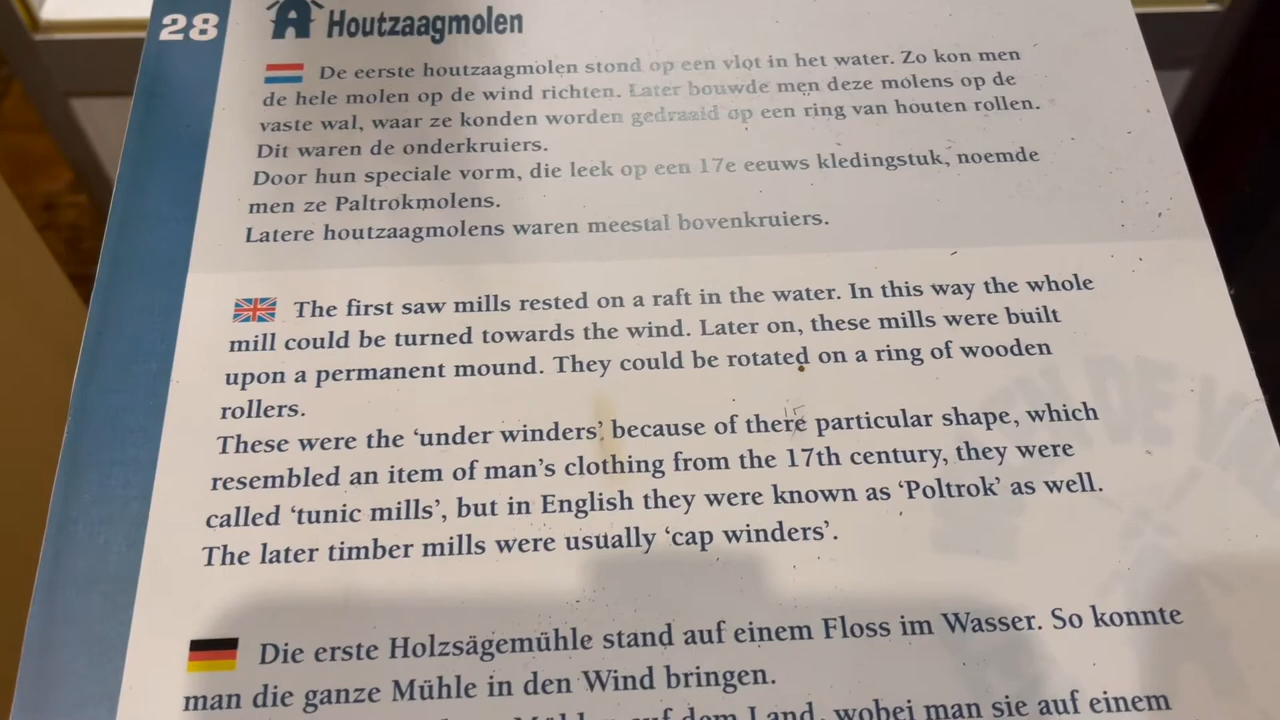 28
Houtzaagmolen
De eerste houtzaagmolen stond op een vlot in het water. Zo kon men
de hele molen op de wind richten. Later bouwde men deze molens op de
vaste wal, waar ze konden worden gedraaid op een ring van houten rollen.
Dit waren de onderkruiers.
Door hun speciale vorm, die leek op een 17e eeuws kledingstuk, noemde
men ze Paltrokmolens.
Latere houtzaagmolens waren meestal bovenkruiers.
The first saw mills rested on a raft in the water. In this way the whole
mill could be turned towards the wind. Later on, these mills were built
upon a permanent mound. They could be rotated on a ring of wooden
rollers.
These were the ‘under winders’, because of there particular shape, which
resembled an item of man's clothing from the 17th century, they were
called ‘tunic mills’, but in English they were known as ‘Poltrok’ as well.
The later timber mills were usually ‘cap winders’.
Die erste Holzsägemühle stand auf einem Floss im Wasser. So konnte
man die ganze Mühle in den Wind bringen.
auf dem Land, wobei man sie auf einem